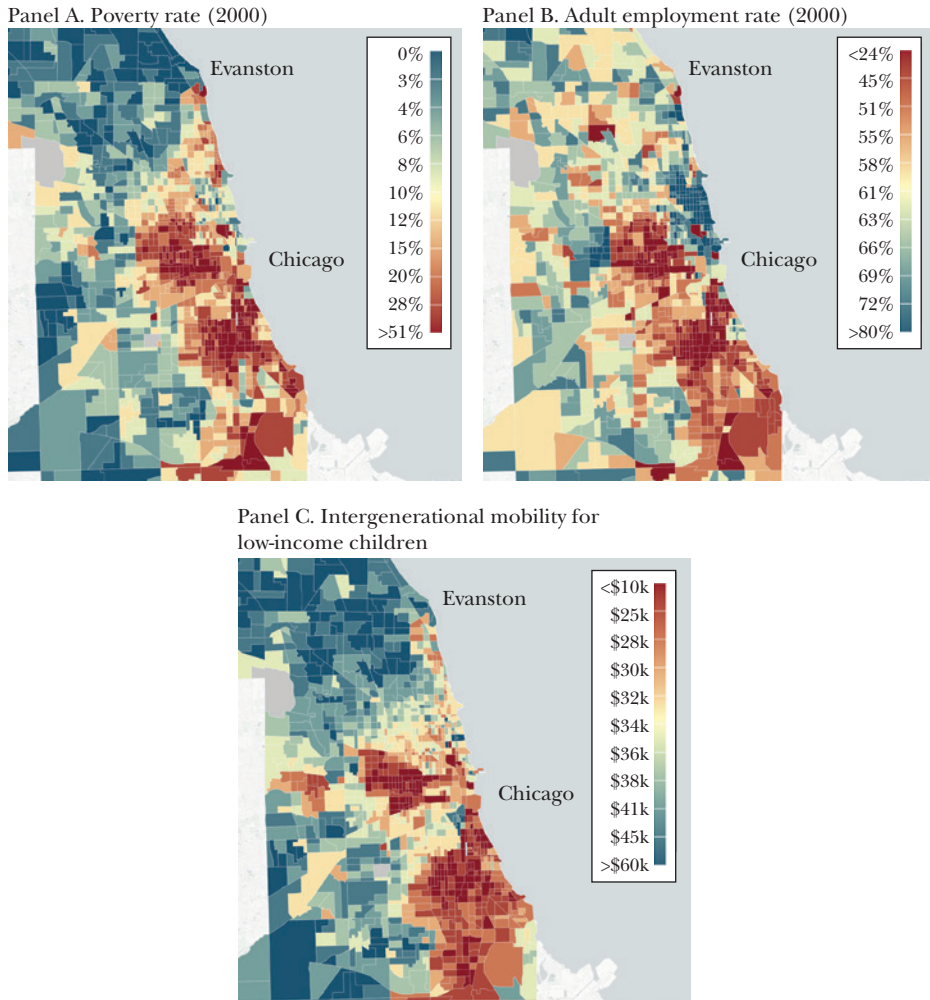 Panel A. Poverty rate (2000)
Evanston
Chicago
0%
3%
4%
6%
8%
10%
12%
15%
20%
28%
>51%
Panel B. Adult employment rate (2000)
Evanston
Chicago
<24%
45%
51%
55%
58%
61%
63%
66%
69%
72%
>80%
Panel C. Intergenerational mobility for
low-income children
Evanston
Chicago
<$10k
$25k
$28k
$30k
$32k
$34k
$36k
$38k
$41k
$45k
>$60k